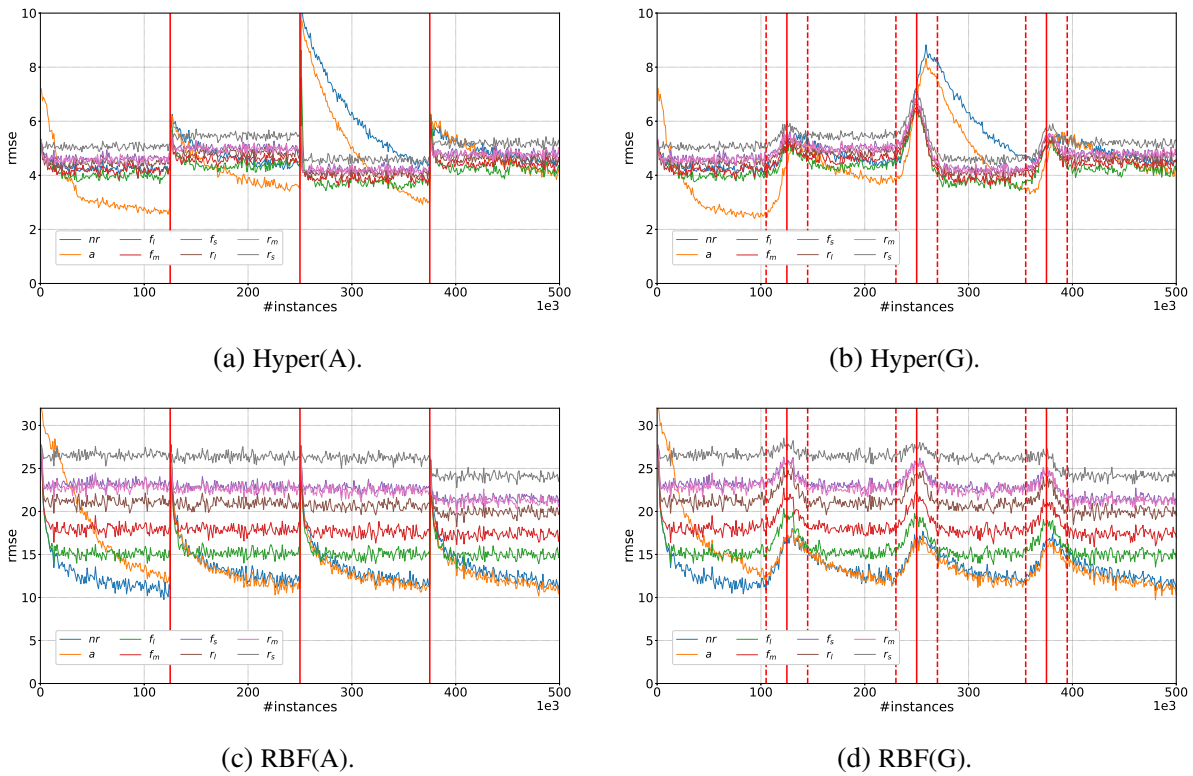 10
8
6
4
2
0
rmse
nr
f_l
f_s
r_m
a
f_m
r_l
r_s
0
100
200
300
400
500
#instances
1e3
(a) Hyper(A).
10
8
6
4
2
0
rmse
nr
f_l
f_s
r_m
a
f_m
r_l
r_s
0
100
200
300
400
500
#instances
1e3
(b) Hyper(G).
30
25
20
15
10
5
0
rmse
nr
f_l
f_s
r_m
a
f_m
r_l
r_s
0
100
200
300
400
500
#instances
1e3
(c) RBF(A).
30
25
20
15
10
5
0
rmse
nr
f_l
f_s
r_m
a
f_m
r_l
r_s
0
100
200
300
400
500
#instances
1e3
(d) RBF(G).